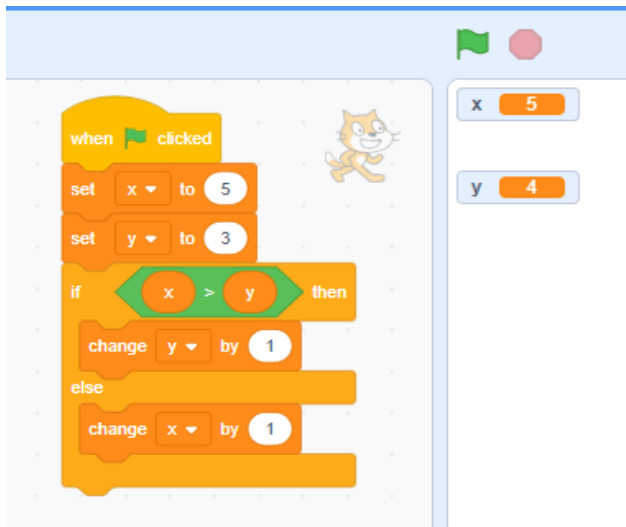 when clicked
set x to 5
set y to 3
if x > y then
change y by 1
else
change x by 1
x 5
y 4